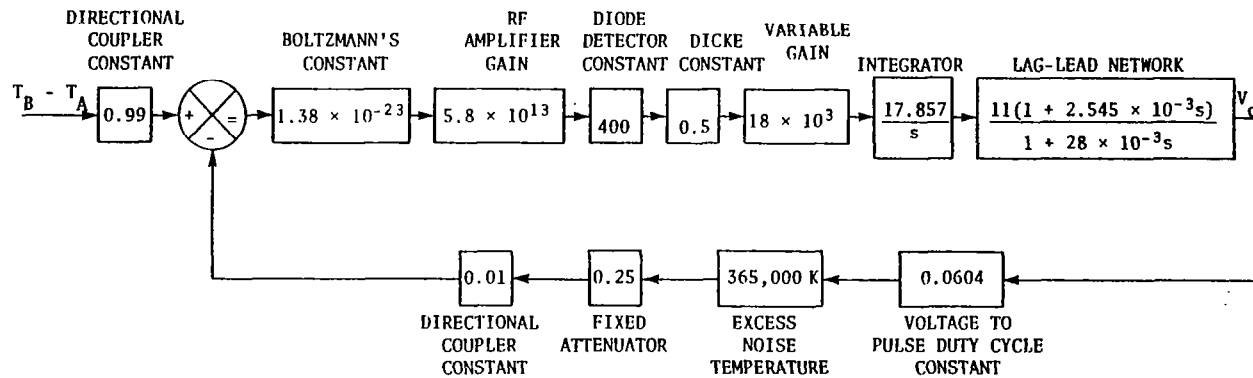 DIRECTIONAL COUPLER CONSTANT
BOLTZMANN'S CONSTANT
RF AMPLIFIER GAIN
DIODE DETECTOR CONSTANT
DICKE CONSTANT
VARIABLE GAIN
INTEGRATOR
LAG-LEAD NETWORK
T_B - T_A
0.99
+ - =
1.38 × 10^-23
5.8 × 10^13
400
0.5
18 × 10^3
17.857
s
11(1 + 2.545 × 10^-3s)
1 + 28 × 10^-3s
0.01
0.25
365,000 K
0.0604
DIRECTIONAL COUPLER CONSTANT
FIXED ATTENUATOR
EXCESS NOISE TEMPERATURE
VOLTAGE TO PULSE DUTY CYCLE CONSTANT